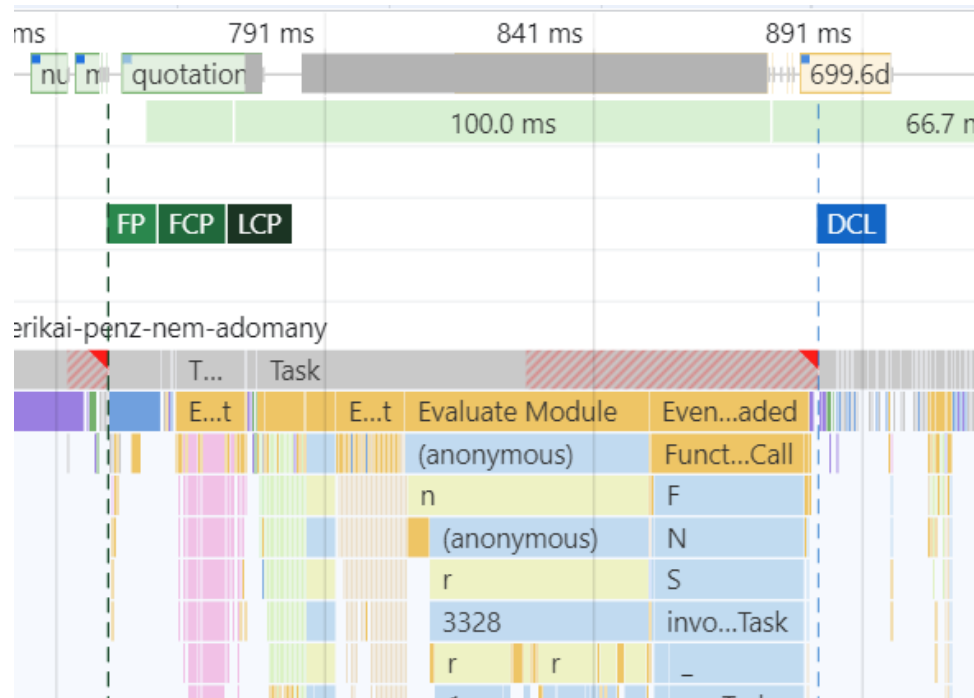 ms 791 ms 841 ms 891 ms
nu quotation 699.6d
100.0 ms 66.7 m
FP FCP LCP DCL
erikai-penz-nem-adomany
T... Task
E...t E...t Evaluate Module Even...aded
(anonymous) Funct...Call
n F
(anonymous) N
r S
3328 invo...Task
r r _